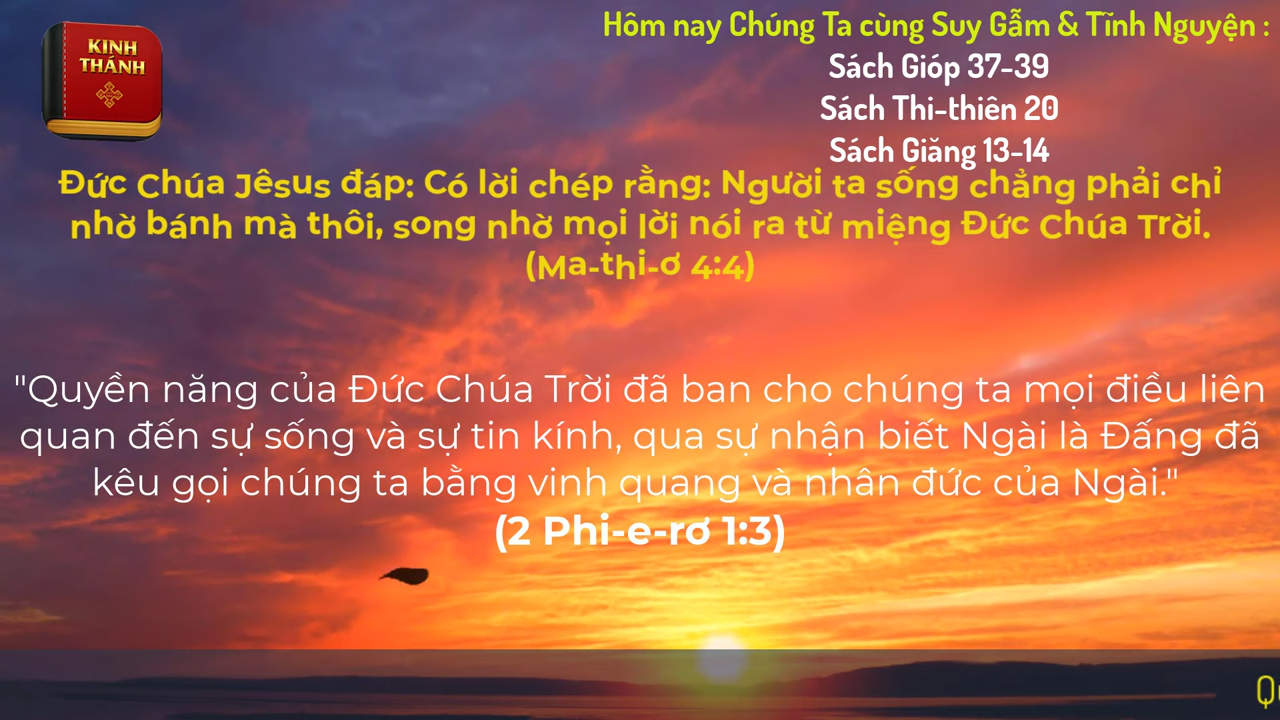 KINH
THÁNH
Hôm nay Chúng Ta cùng Suy Gẫm & Tĩnh Nguyện :
Sách Gióp 37-39
Sách Thi-thiên 20
Sách Giăng 13-14
Đức Chúa Jêsus đáp: Có lời chép rằng: Người ta sống chẳng phải chỉ
nhờ bánh mà thôi, song nhờ mọi lời nói ra từ miệng Đức Chúa Trời.
(Ma-thi-ơ 4:4)
"Quyền năng của Đức Chúa Trời đã ban cho chúng ta mọi điều liên
quan đến sự sống và sự tin kính, qua sự nhận biết Ngài là Đấng đã
kêu gọi chúng ta bằng vinh quang và nhân đức của Ngài."
(2 Phi-e-rơ 1:3)